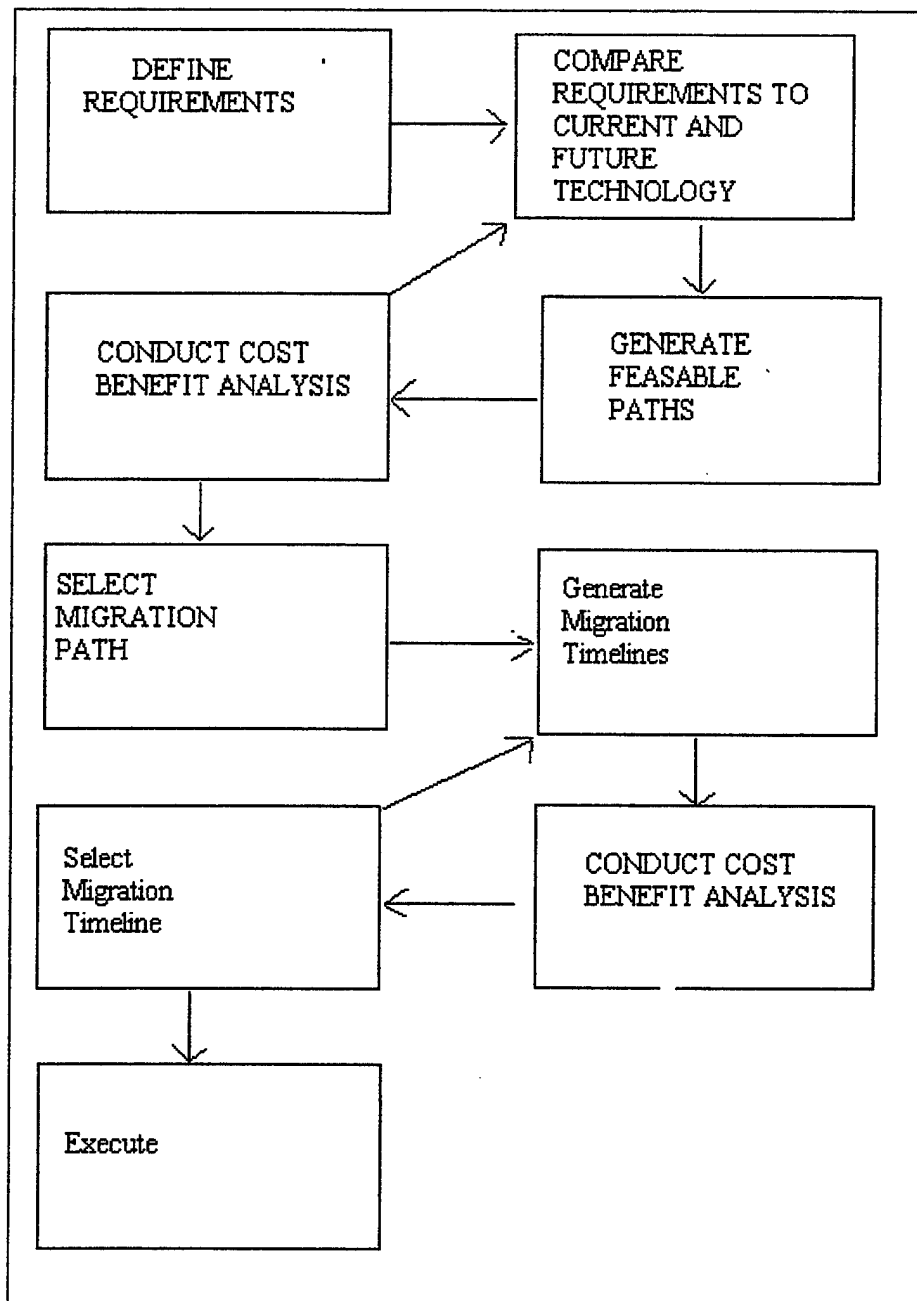 DEFINE
REQUIREMENTS
COMPARE
REQUIREMENTS TO
CURRENT AND
FUTURE
TECHNOLOGY
CONDUCT COST
BENEFIT ANALYSIS
GENERATE
FEASABLE
PATHS
SELECT
MIGRATION
PATH
Generate
Migration
Timelines
Select
Migration
Timeline
CONDUCT COST
BENEFIT ANALYSIS
Execute